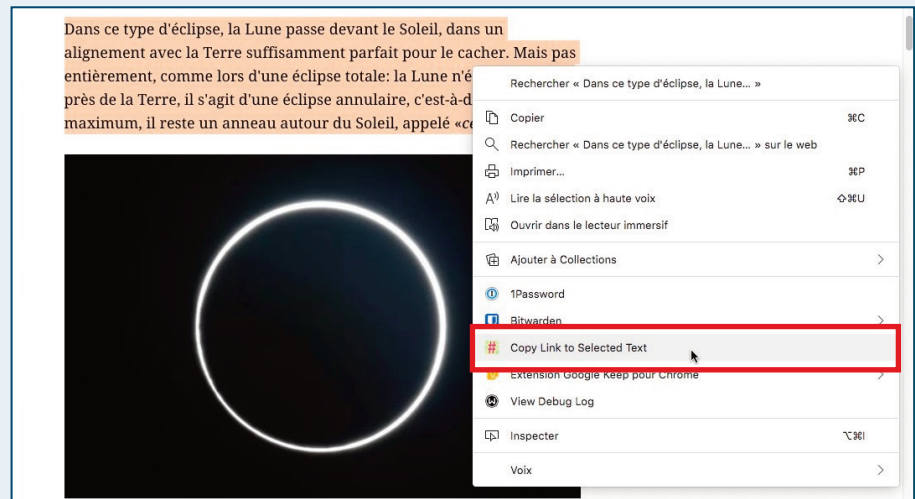 Dans ce type d'éclipse, la Lune passe devant le Soleil, dans un
alignement avec la Terre suffisamment parfait pour le cacher. Mais pas
entièrement, comme lors d'une éclipse totale: la Lune n'é
près de la Terre, il s'agit d'une éclipse annulaire, c'est-à-d
maximum, il reste un anneau autour du Soleil, appelé «ce
Rechercher « Dans ce type d'éclipse, la Lune... »
Copier ⌘C
Rechercher « Dans ce type d'éclipse, la Lune... » sur le web
Imprimer... ⌘P
Lire la sélection à haute voix ⇧⌘U
Ouvrir dans le lecteur immersif
Ajouter à Collections
1Password
Bitwarden
Copy Link to Selected Text
Extension Google Keep pour Chrome
View Debug Log
Inspecter ⌥⌘I
Voix